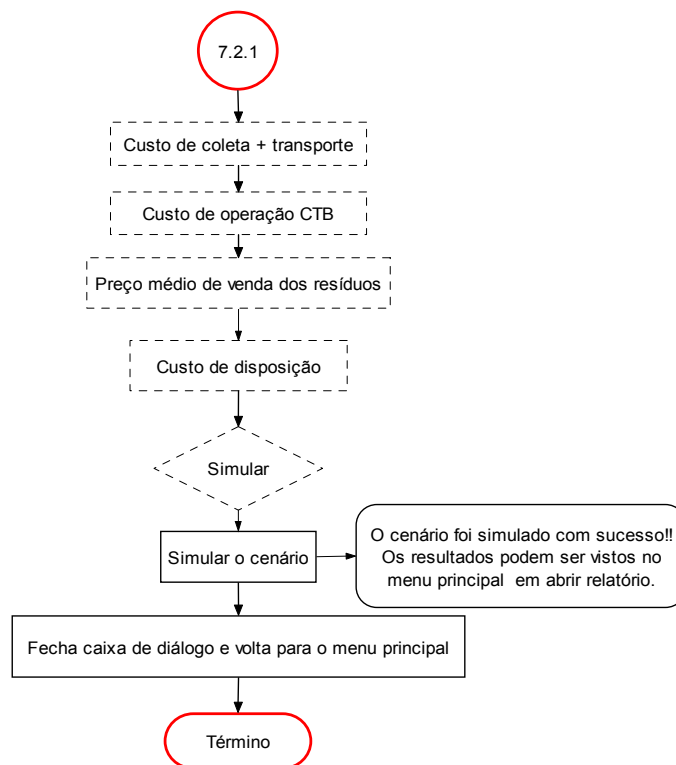 7.2.1
Custo de coleta + transporte
Custo de operação CTB
Preço médio de venda dos resíduos
Custo de disposição
Simular
Simular o cenário
O cenário foi simulado com sucesso!!
Os resultados podem ser vistos no
menu principal em abrir relatório.
Fecha caixa de diálogo e volta para o menu principal
Término